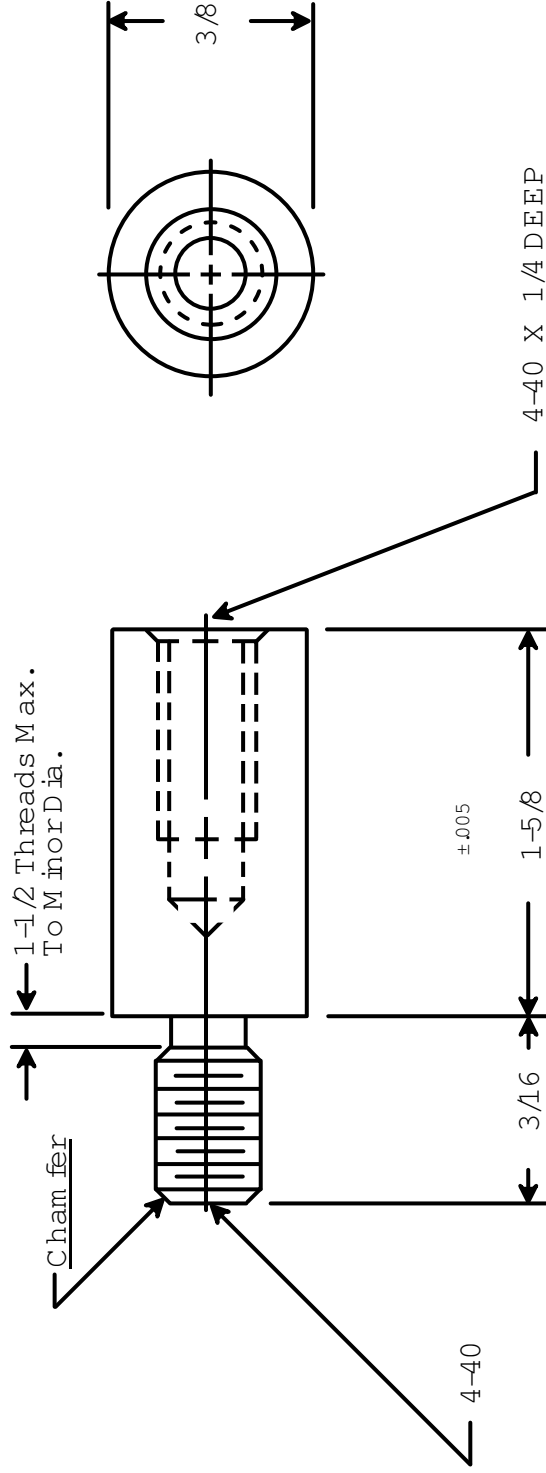 1-1/2 Threads Max.
To Minor Dia.
Chamfer
4-40
3/16
±.005
1-5/8
4-40 X 1/4 DEEP
3/8